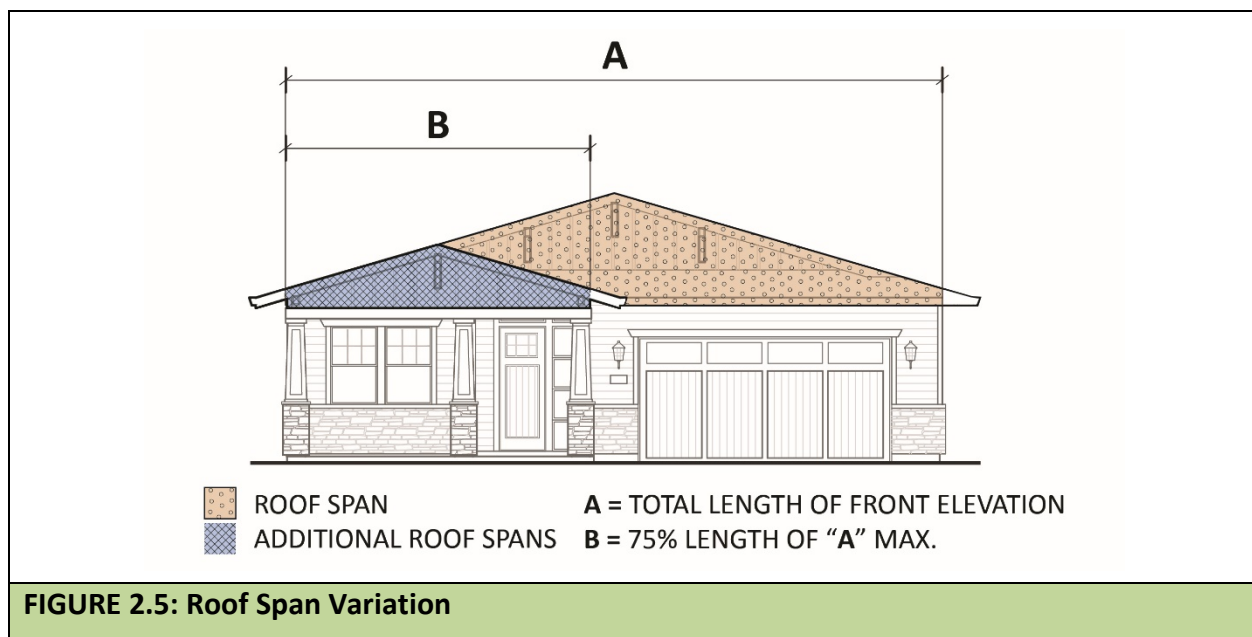 A
B
ROOF SPAN
A = TOTAL LENGTH OF FRONT ELEVATION
ADDITIONAL ROOF SPANS
B = 75% LENGTH OF “A” MAX.
FIGURE 2.5: Roof Span Variation